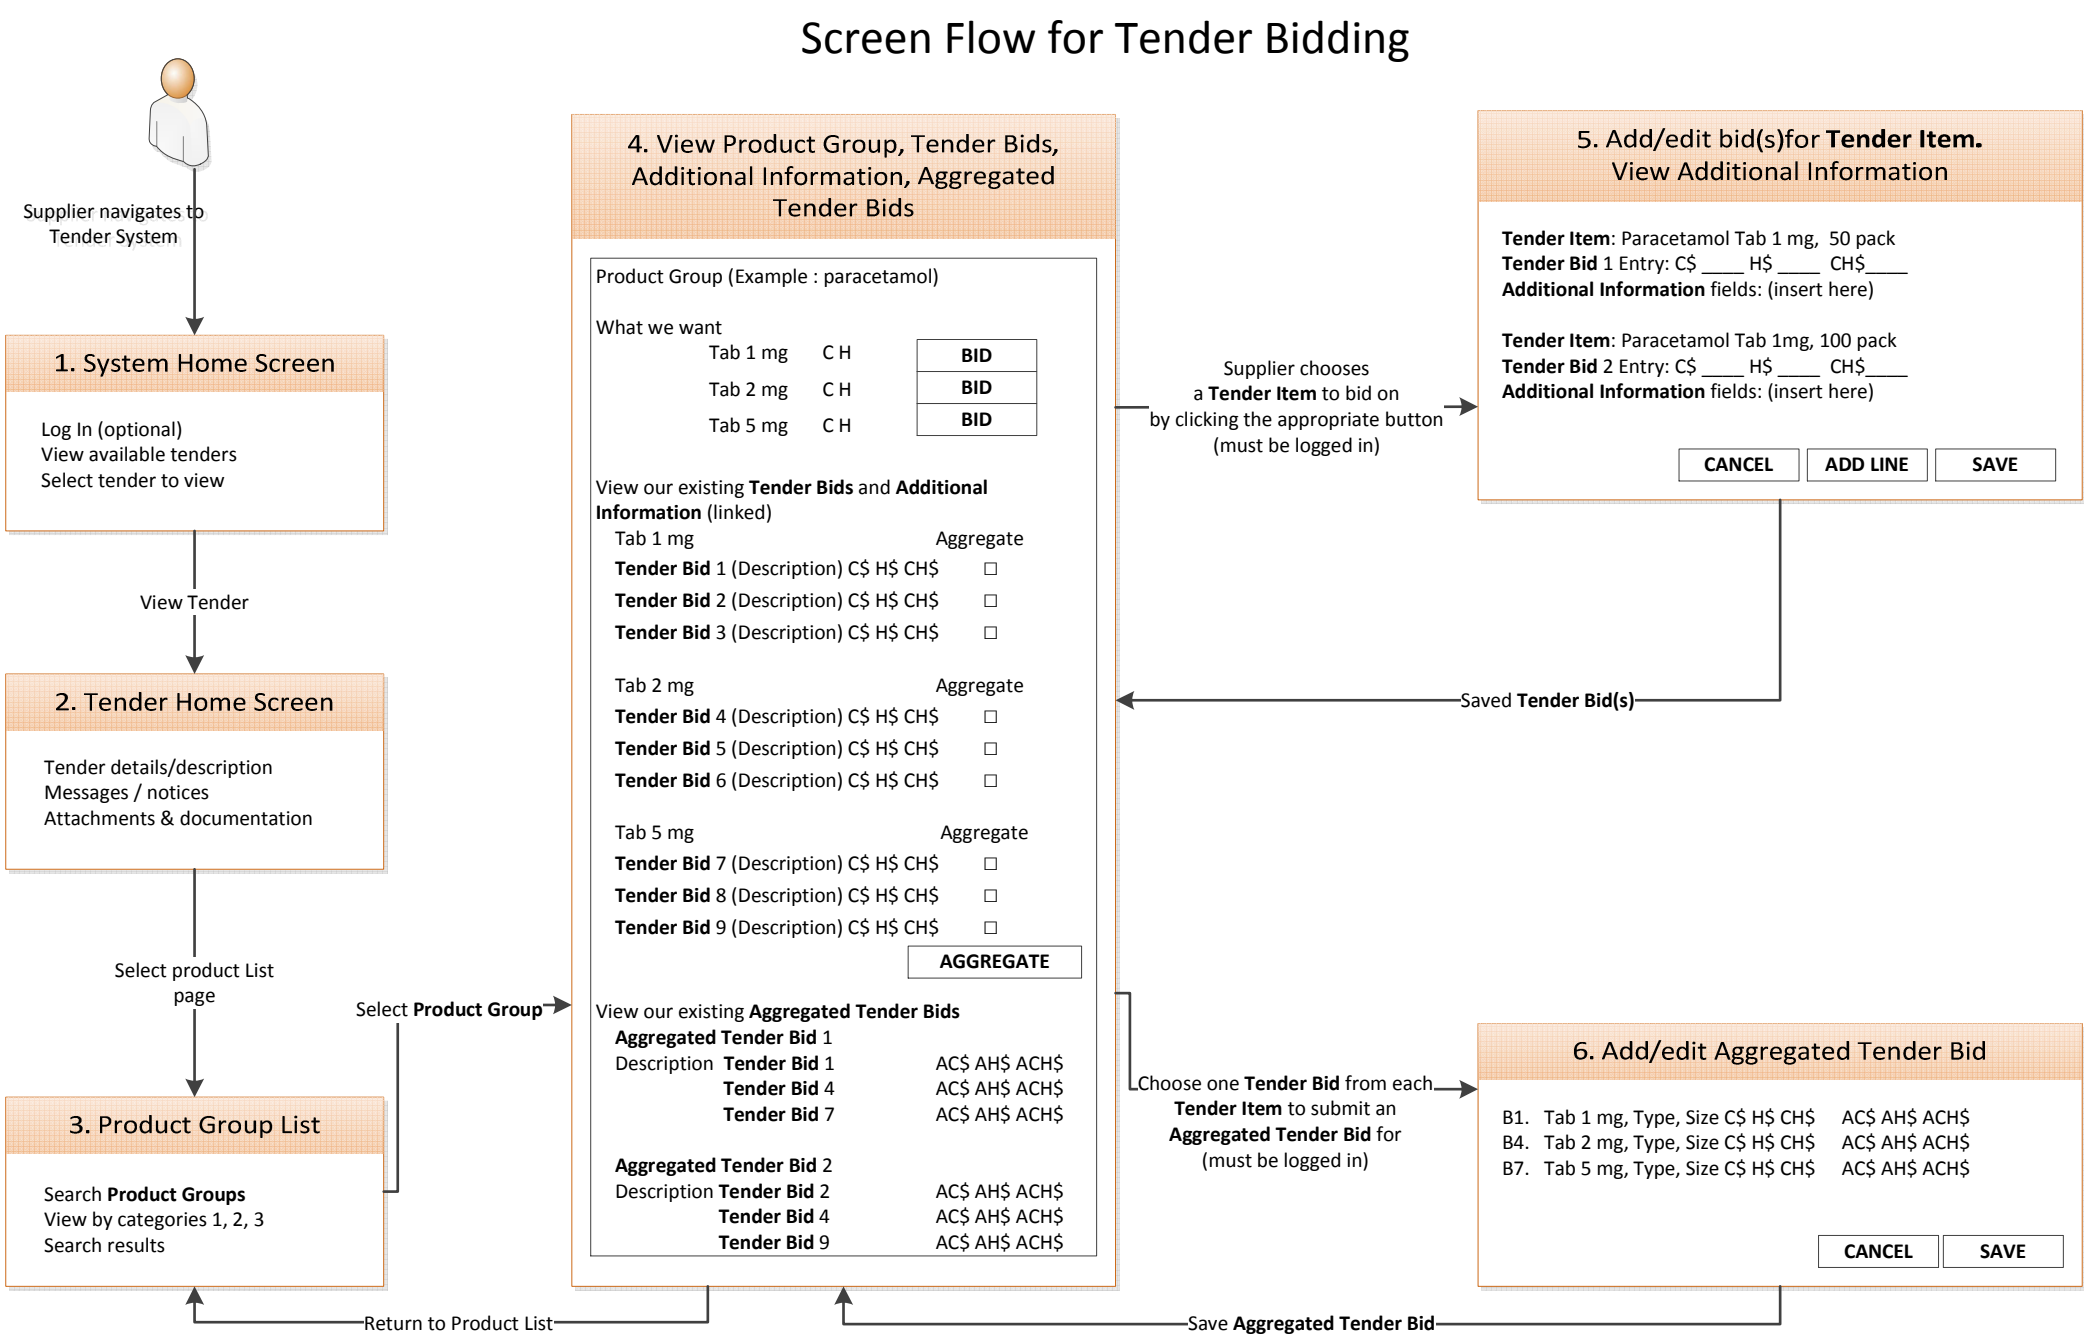 Screen Flow for Tender Bidding
Supplier navigates to
Tender System
1. System Home Screen
Log In (optional)
View available tenders
Select tender to view
View Tender
2. Tender Home Screen
Tender details/description
Messages / notices
Attachments & documentation
Select product List
page
3. Product Group List
Search Product Groups
View by categories 1, 2, 3
Search results
Select Product Group
Return to Product List
4. View Product Group, Tender Bids,
Additional Information, Aggregated
Tender Bids
Product Group (Example : paracetamol)
What we want
Tab 1 mg C H BID
Tab 2 mg C H BID
Tab 5 mg C H BID
View our existing Tender Bids and Additional
Information (linked)
Tab 1 mg Aggregate
Tender Bid 1 (Description) C$ H$ CH$
Tender Bid 2 (Description) C$ H$ CH$
Tender Bid 3 (Description) C$ H$ CH$
Tab 2 mg Aggregate
Tender Bid 4 (Description) C$ H$ CH$
Tender Bid 5 (Description) C$ H$ CH$
Tender Bid 6 (Description) C$ H$ CH$
Tab 5 mg Aggregate
Tender Bid 7 (Description) C$ H$ CH$
Tender Bid 8 (Description) C$ H$ CH$
Tender Bid 9 (Description) C$ H$ CH$
AGGREGATE
View our existing Aggregated Tender Bids
Aggregated Tender Bid 1
Description Tender Bid 1 AC$ AH$ ACH$
Tender Bid 4 AC$ AH$ ACH$
Tender Bid 7 AC$ AH$ ACH$
Aggregated Tender Bid 2
Description Tender Bid 2 AC$ AH$ ACH$
Tender Bid 4 AC$ AH$ ACH$
Tender Bid 9 AC$ AH$ ACH$
Supplier chooses
a Tender Item to bid on
by clicking the appropriate button
(must be logged in)
5. Add/edit bid(s)for Tender Item.
View Additional Information
Tender Item: Paracetamol Tab 1 mg, 50 pack
Tender Bid 1 Entry: C$ ____ H$ ____ CH$____
Additional Information fields: (insert here)
Tender Item: Paracetamol Tab 1mg, 100 pack
Tender Bid 2 Entry: C$ ____ H$ ____ CH$____
Additional Information fields: (insert here)
CANCEL ADD LINE SAVE
Saved Tender Bid(s)
Choose one Tender Bid from each
Tender Item to submit an
Aggregated Tender Bid for
(must be logged in)
6. Add/edit Aggregated Tender Bid
B1. Tab 1 mg, Type, Size C$ H$ CH$ AC$ AH$ ACH$
B4. Tab 2 mg, Type, Size C$ H$ CH$ AC$ AH$ ACH$
B7. Tab 5 mg, Type, Size C$ H$ CH$ AC$ AH$ ACH$
CANCEL SAVE
Save Aggregated Tender Bid